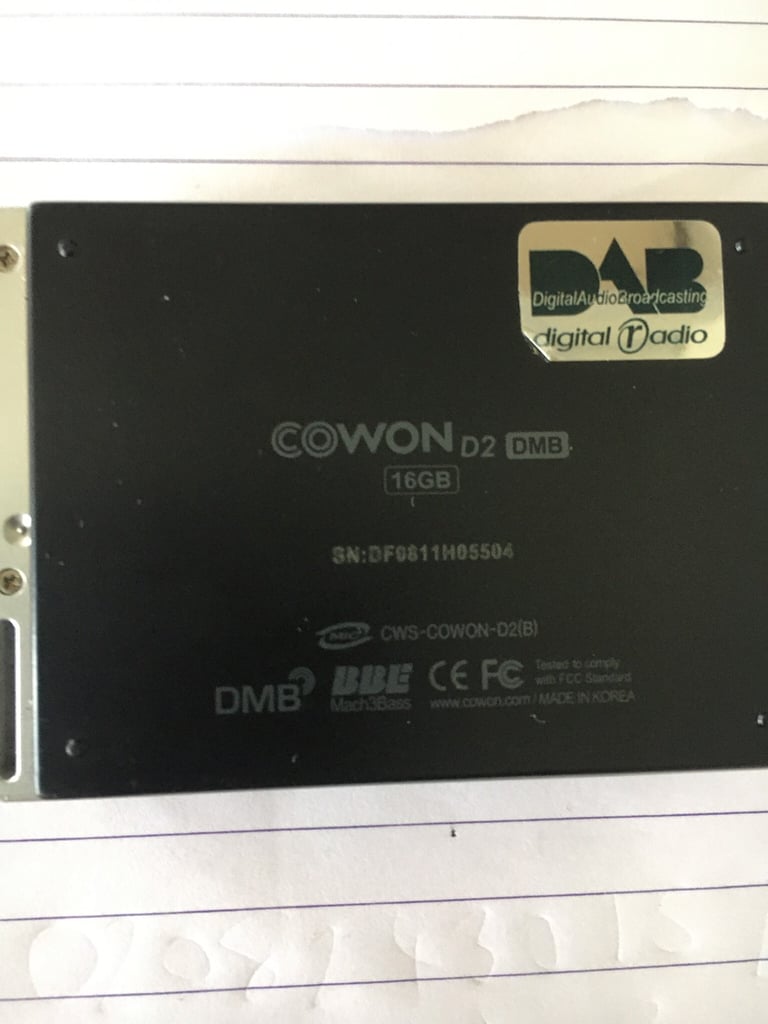 DAB
DigitalAudioBroadcasting
digital radio
COWON D2 DMB
16GB
SN:DF0811H05504
MIC CWS-COWON-D2(B)
DMB BBE CE FC Tested to comply
with FCC Standard
Mach3Bass www.cowon.com / MADE IN KOREA